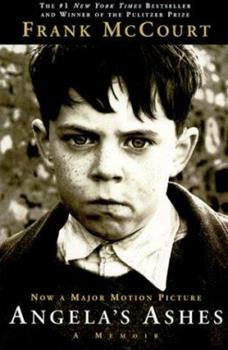 THE #1 NEW YORK TIMES BESTSELLER
AND WINNER OF THE PULITZER PRIZE
FRANK MCCOURT
NOW A MAJOR MOTION PICTURE
ANGELA'S ASHES
A MEMOIR